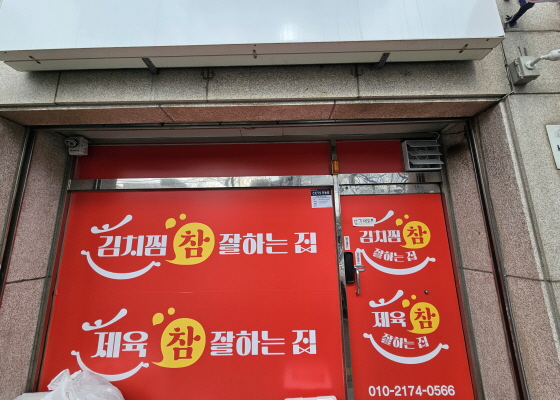 김치찜 참 잘하는 집
제육 참 잘하는 집
김치찜 참
잘하는 집
제육 참
잘하는 집
010-2174-0566